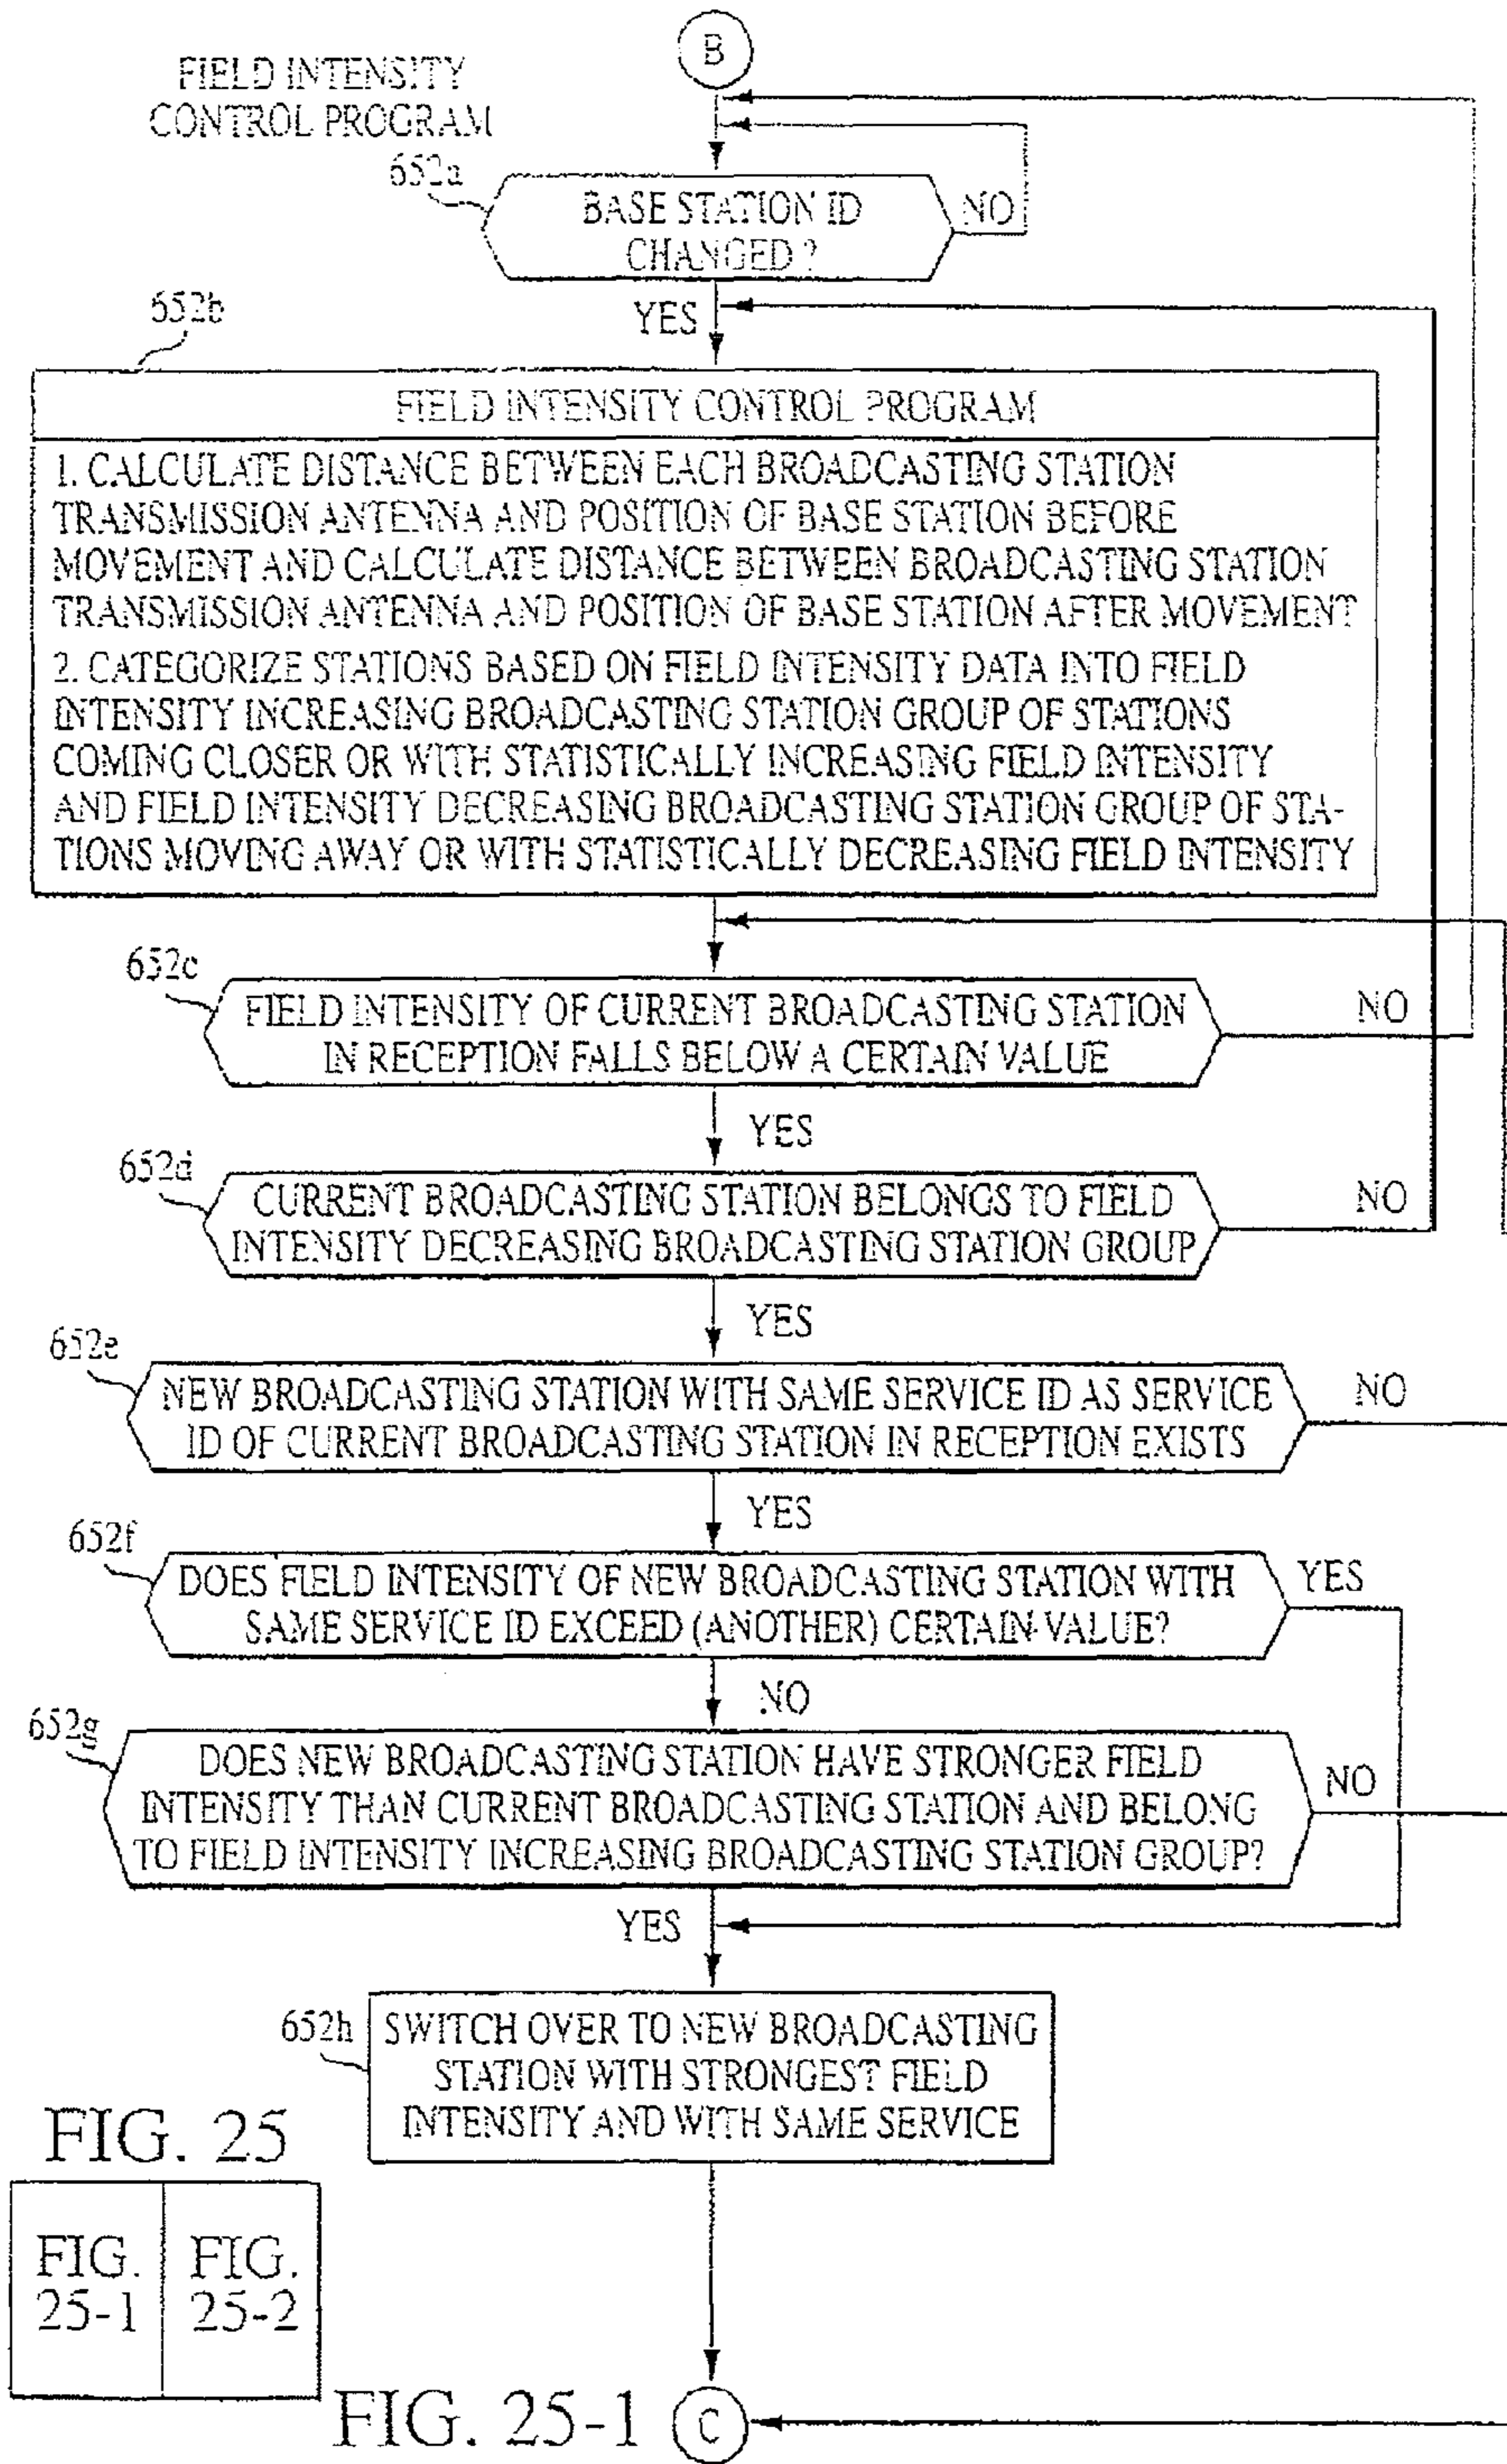 B
FIELD INTENSITY
CONTROL PROGRAM
652a
BASE STATION ID
CHANGED ?
NO
YES
652b
FIELD INTENSITY CONTROL PROGRAM
1. CALCULATE DISTANCE BETWEEN EACH BROADCASTING STATION
TRANSMISSION ANTENNA AND POSITION OF BASE STATION BEFORE
MOVEMENT AND CALCULATE DISTANCE BETWEEN BROADCASTING STATION
TRANSMISSION ANTENNA AND POSITION OF BASE STATION AFTER MOVEMENT
2. CATEGORIZE STATIONS BASED ON FIELD INTENSITY DATA INTO FIELD
INTENSITY INCREASING BROADCASTING STATION GROUP OF STATIONS
COMING CLOSER OR WITH STATISTICALLY INCREASING FIELD INTENSITY
AND FIELD INTENSITY DECREASING BROADCASTING STATION GROUP OF STA-
TIONS MOVING AWAY OR WITH STATISTICALLY DECREASING FIELD INTENSITY
652c
FIELD INTENSITY OF CURRENT BROADCASTING STATION
IN RECEPTION FALLS BELOW A CERTAIN VALUE
NO
YES
652d
CURRENT BROADCASTING STATION BELONGS TO FIELD
INTENSITY DECREASING BROADCASTING STATION GROUP
NO
YES
652e
NEW BROADCASTING STATION WITH SAME SERVICE ID AS SERVICE
ID OF CURRENT BROADCASTING STATION IN RECEPTION EXISTS
NO
YES
652f
DOES FIELD INTENSITY OF NEW BROADCASTING STATION WITH
SAME SERVICE ID EXCEED (ANOTHER) CERTAIN VALUE?
YES
NO
652g
DOES NEW BROADCASTING STATION HAVE STRONGER FIELD
INTENSITY THAN CURRENT BROADCASTING STATION AND BELONG
TO FIELD INTENSITY INCREASING BROADCASTING STATION GROUP?
NO
YES
652h
SWITCH OVER TO NEW BROADCASTING
STATION WITH STRONGEST FIELD
INTENSITY AND WITH SAME SERVICE
FIG. 25
FIG.
25-1
FIG.
25-2
FIG. 25-1
C